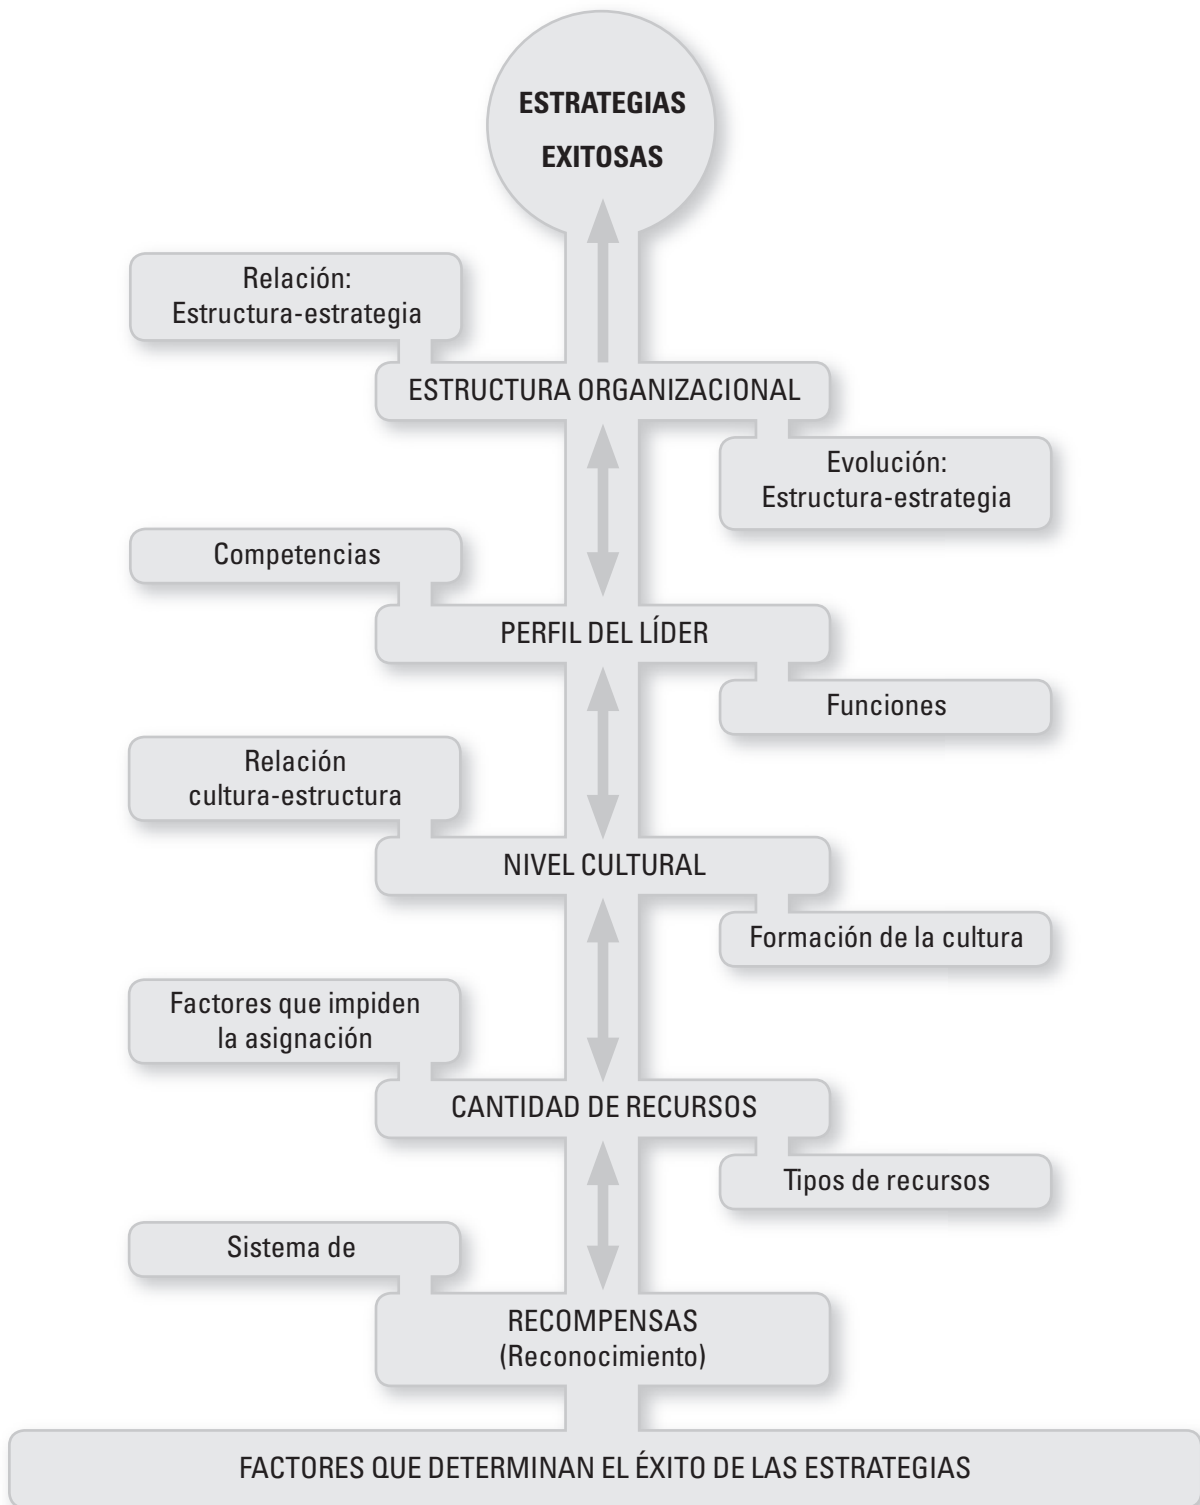 ESTRATEGIAS
EXITOSAS
Relación:
Estructura-estrategia
ESTRUCTURA ORGANIZACIONAL
Evolución:
Estructura-estrategia
Competencias
PERFIL DEL LÍDER
Funciones
Relación
cultura-estructura
NIVEL CULTURAL
Formación de la cultura
Factores que impiden
la asignación
CANTIDAD DE RECURSOS
Tipos de recursos
Sistema de
RECOMPENSAS
(Reconocimiento)
FACTORES QUE DETERMINAN EL ÉXITO DE LAS ESTRATEGIAS